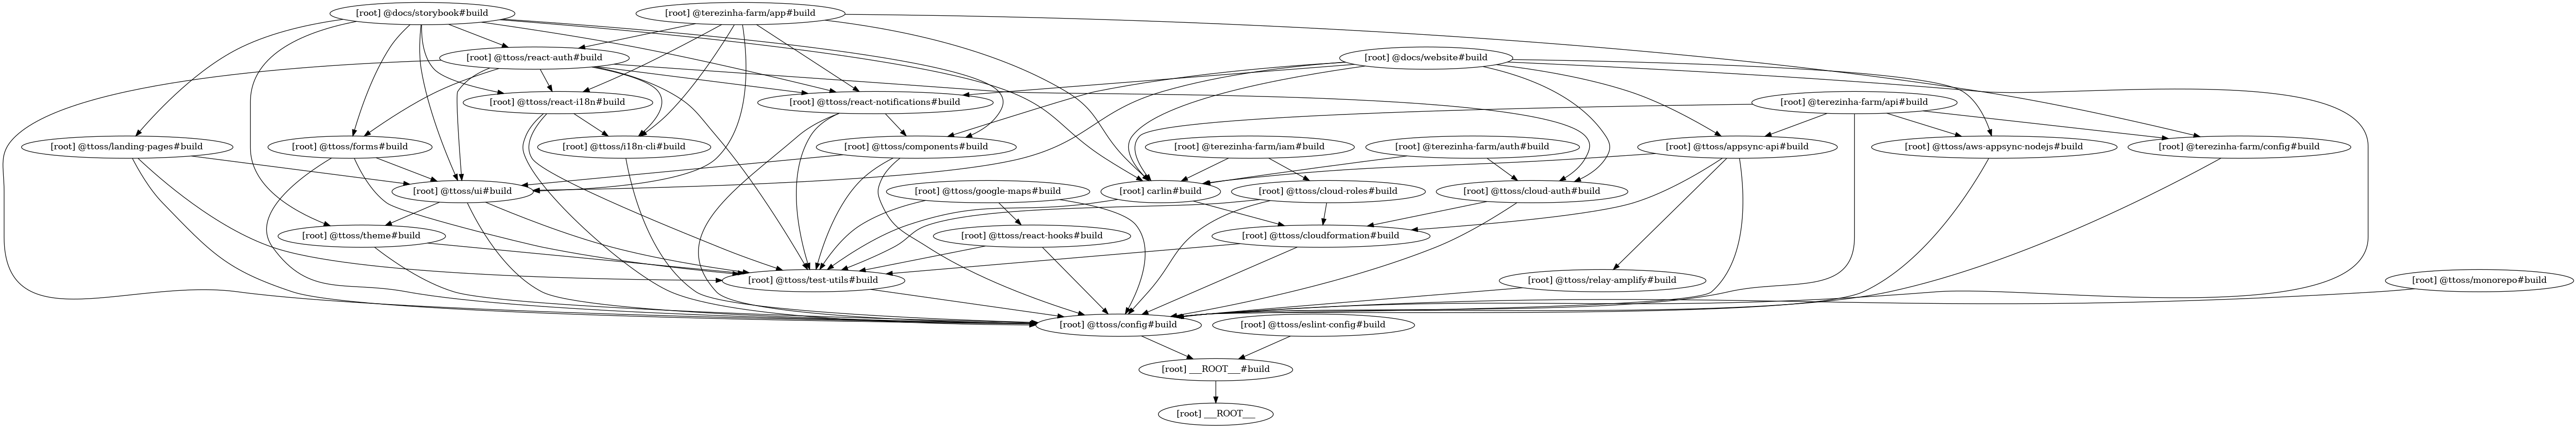 [root] @docs/storybook#build
[root] @terezinha-farm/app#build
[root] @ttoss/react-auth#build
[root] @docs/website#build
[root] @ttoss/react-i18n#build
[root] @ttoss/react-notifications#build
[root] @terezinha-farm/api#build
[root] @ttoss/landing-pages#build
[root] @ttoss/forms#build
[root] @ttoss/i18n-cli#build
[root] @ttoss/components#build
[root] @terezinha-farm/iam#build
[root] @terezinha-farm/auth#build
[root] @ttoss/appsync-api#build
[root] @ttoss/aws-appsync-nodejs#build
[root] @terezinha-farm/config#build
[root] @ttoss/ui#build
[root] @ttoss/google-maps#build
[root] carlin#build
[root] @ttoss/cloud-roles#build
[root] @ttoss/cloud-auth#build
[root] @ttoss/theme#build
[root] @ttoss/react-hooks#build
[root] @ttoss/cloudformation#build
[root] @ttoss/test-utils#build
[root] @ttoss/relay-amplify#build
[root] @ttoss/monorepo#build
[root] @ttoss/config#build
[root] @ttoss/eslint-config#build
[root] ___ROOT___#build
[root] ___ROOT___